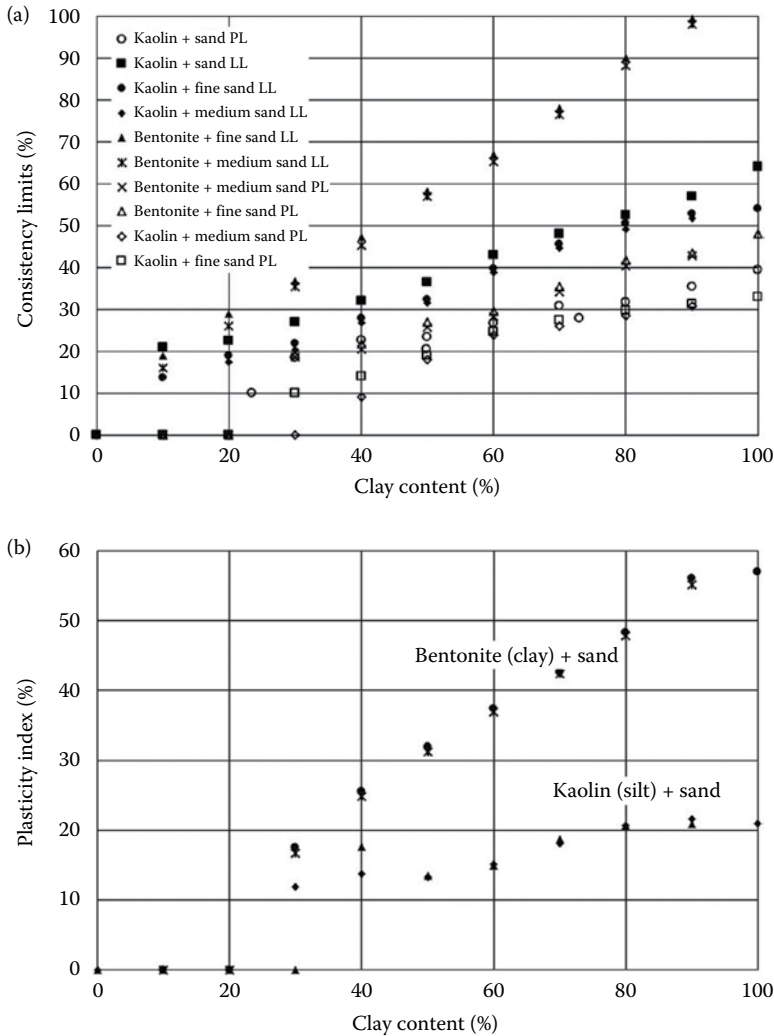 (a)
100
90
80
70
60
50
40
30
20
10
0
Consistency limits (%)
Kaolin + sand PL
Kaolin + sand LL
Kaolin + fine sand LL
Kaolin + medium sand LL
Bentonite + fine sand LL
Bentonite + medium sand LL
Bentonite + medium sand PL
Bentonite + fine sand PL
Kaolin + medium sand PL
Kaolin + fine sand PL
0 20 40 60 80 100
Clay content (%)
(b)
60
50
40
30
20
10
0
Plasticity index (%)
Bentonite (clay) + sand
Kaolin (silt) + sand
0 20 40 60 80 100
Clay content (%)